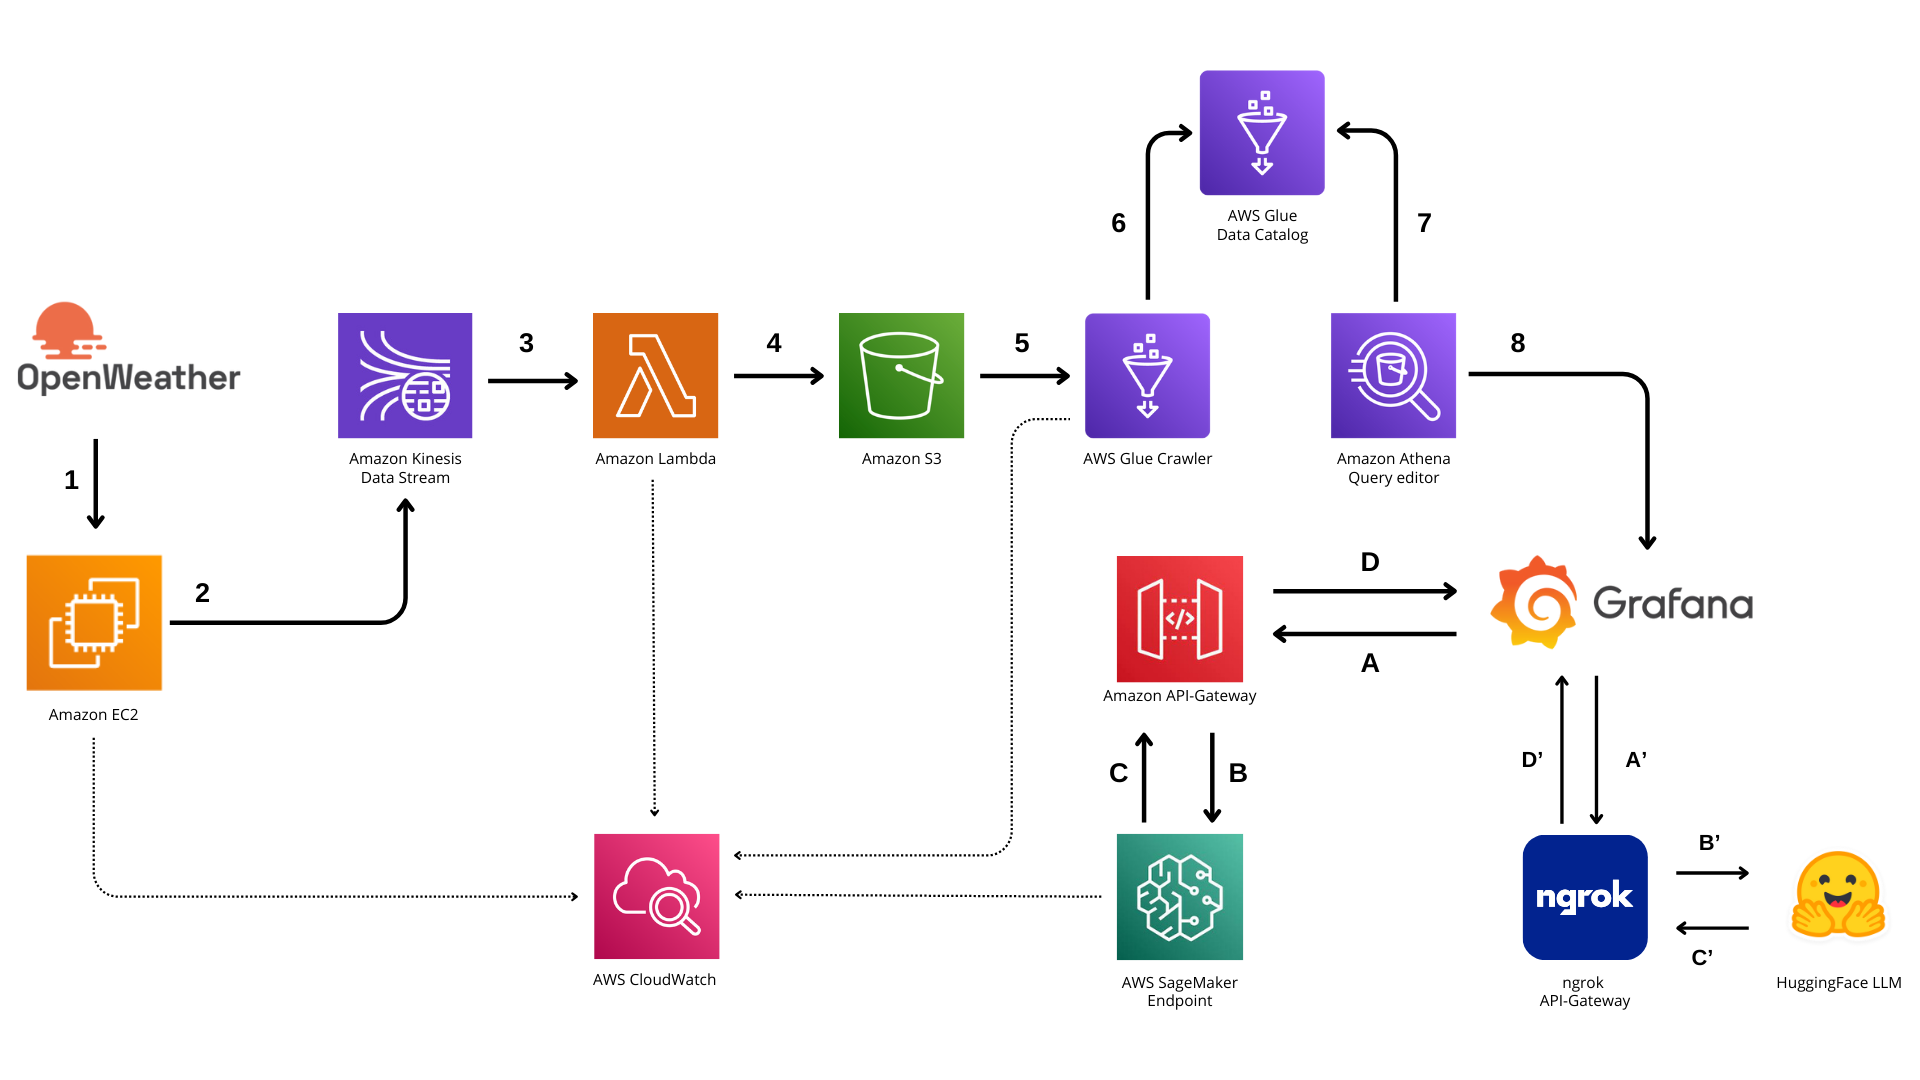 AWS Glue
Data Catalog
6
7
OpenWeather
3
4
5
8
Amazon Kinesis
Data Stream
Amazon Lambda
Amazon S3
AWS Glue Crawler
Amazon Athena
Query editor
1
2
Amazon EC2
</>
Amazon API-Gateway
D
A
Grafana
C
B
D’
A’
B’
C’
AWS CloudWatch
AWS SageMaker
Endpoint
ngrok
ngrok
API-Gateway
HuggingFace LLM